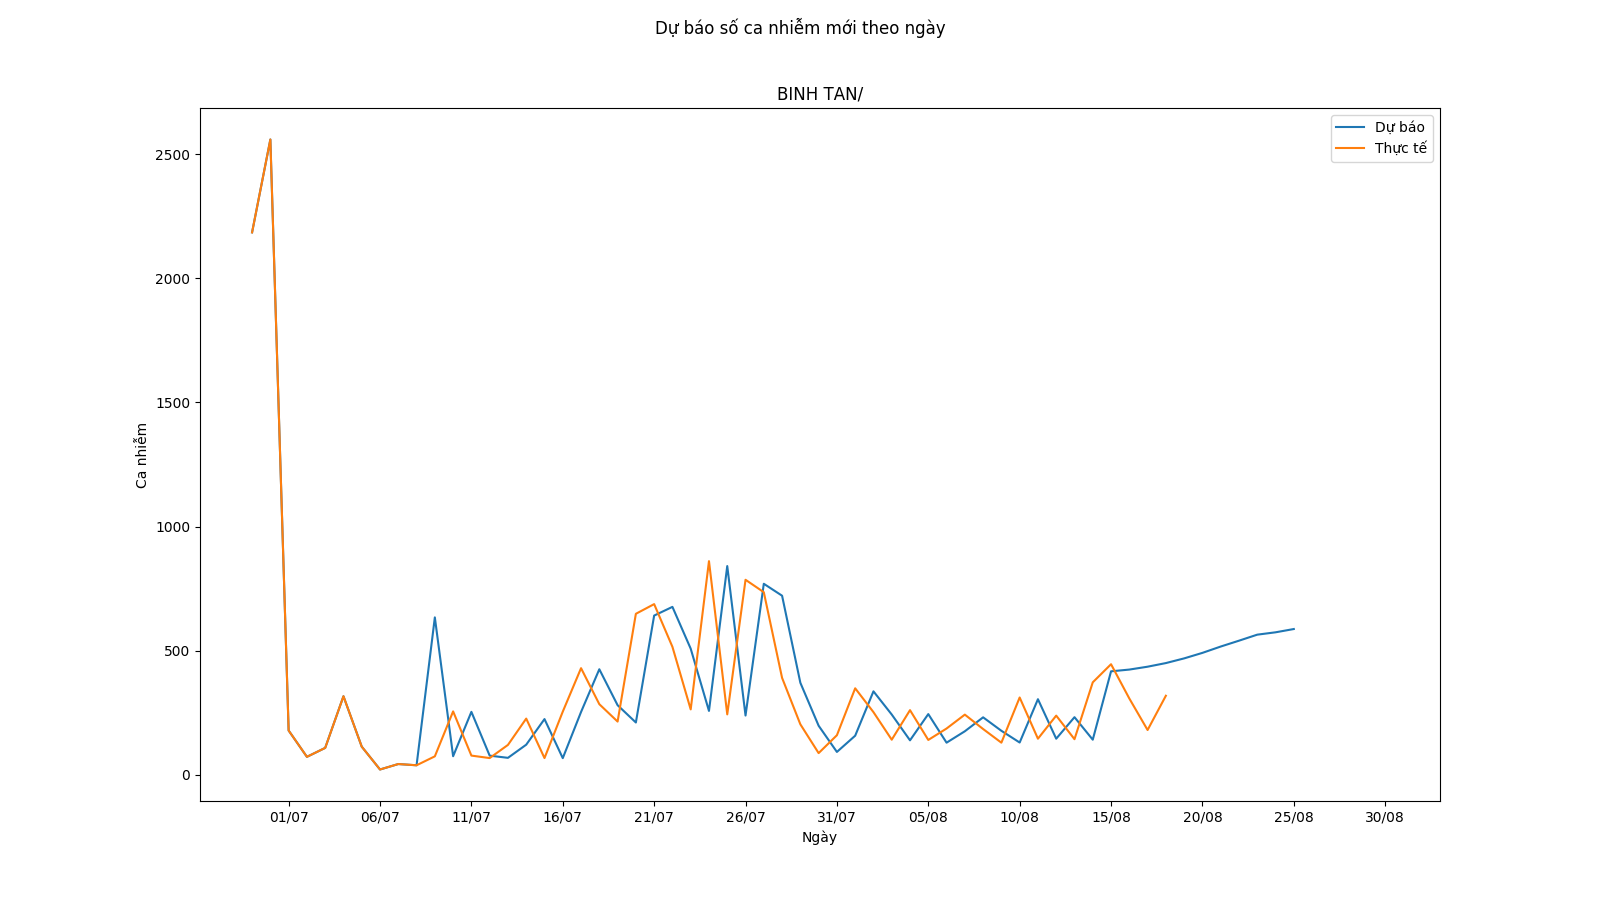 Dự báo số ca nhiễm mới theo ngày
BINH TAN/
Dự báo
Thực tế
2500
2000
1500
1000
500
0
Ca nhiễm
01/07 06/07 11/07 16/07 21/07 26/07 31/07 05/08 10/08 15/08 20/08 25/08 30/08
Ngày